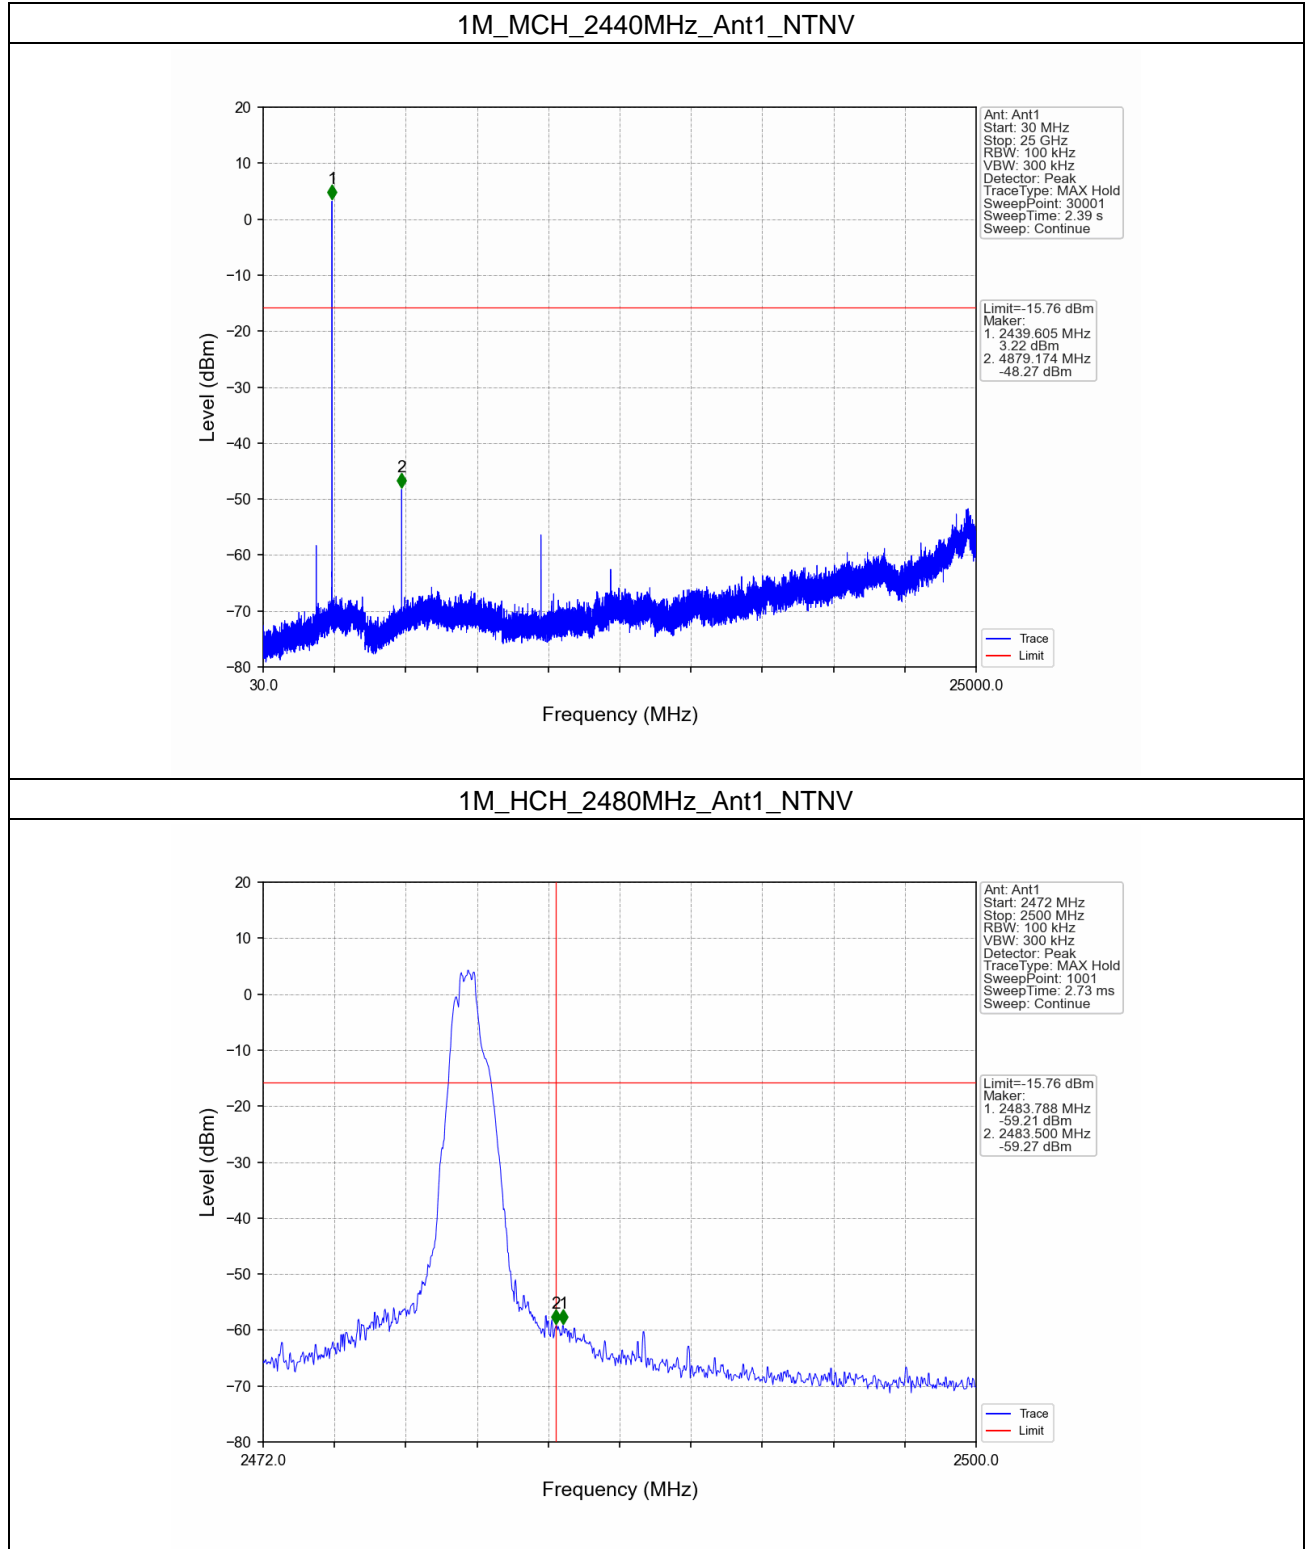 1M_MCH_2440MHz_Ant1_NTNV
20
10
0
−10
−20
−30
−40
−50
−60
−70
−80
Level (dBm)
1
2
30.0
25000.0
Frequency (MHz)
Ant: Ant1
Start: 30 MHz
Stop: 25 GHz
RBW: 100 kHz
VBW: 300 kHz
Detector: Peak
TraceType: MAX Hold
SweepPoint: 30001
SweepTime: 2.39 s
Sweep: Continue
Limit=-15.76 dBm
Maker:
1. 2439.605 MHz
3.22 dBm
2. 4879.174 MHz
-48.27 dBm
Trace
Limit
1M_HCH_2480MHz_Ant1_NTNV
20
10
0
−10
−20
−30
−40
−50
−60
−70
−80
Level (dBm)
21
2472.0
2500.0
Frequency (MHz)
Ant: Ant1
Start: 2472 MHz
Stop: 2500 MHz
RBW: 100 kHz
VBW: 300 kHz
Detector: Peak
TraceType: MAX Hold
SweepPoint: 1001
SweepTime: 2.73 ms
Sweep: Continue
Limit=-15.76 dBm
Maker:
1. 2483.788 MHz
-59.21 dBm
2. 2483.500 MHz
-59.27 dBm
Trace
Limit